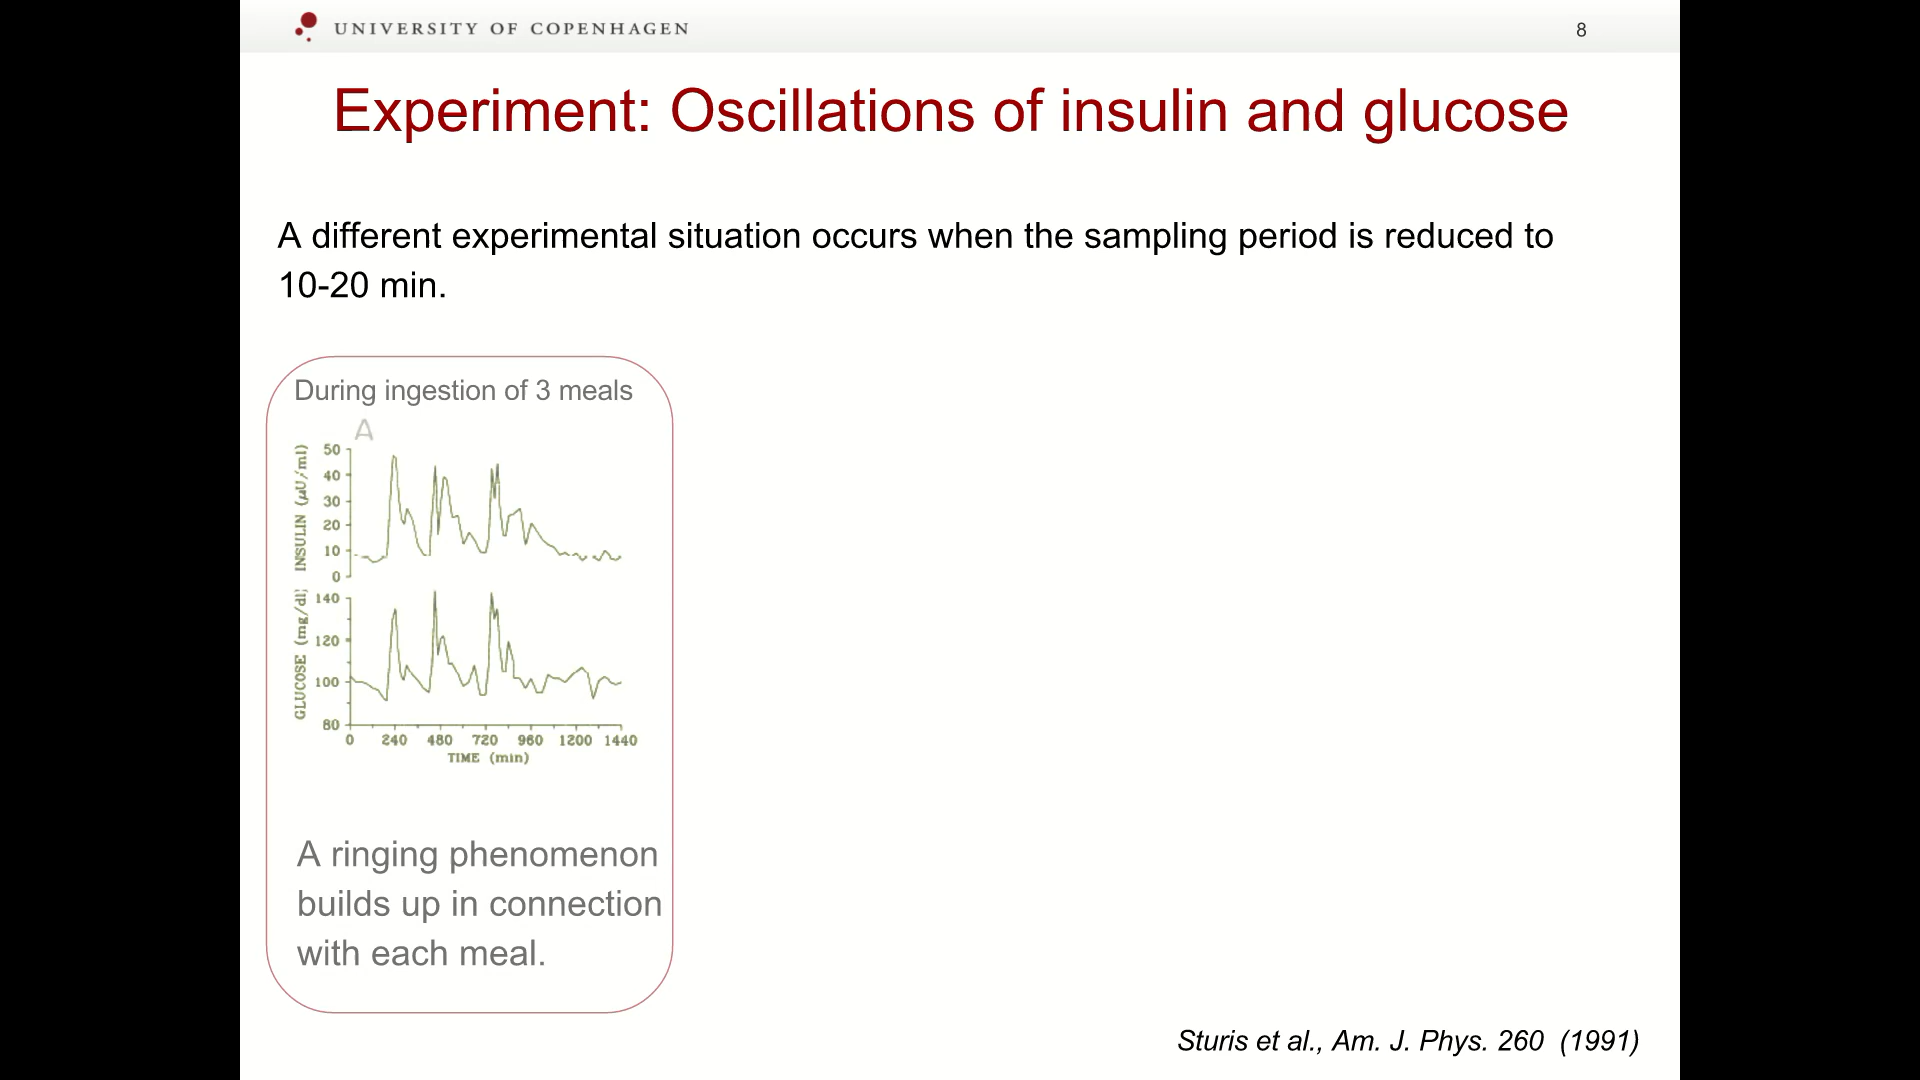 UNIVERSITY OF COPENHAGEN
8
Experiment: Oscillations of insulin and glucose
A different experimental situation occurs when the sampling period is reduced to
10-20 min.
During ingestion of 3 meals
A
INSULIN (μU/ml)
50
40
30
20
10
0
GLUCOSE (mg/dl)
140
120
100
80
0 240 480 720 960 1200 1440
TIME (min)
A ringing phenomenon
builds up in connection
with each meal.
Sturis et al., Am. J. Phys. 260 (1991)